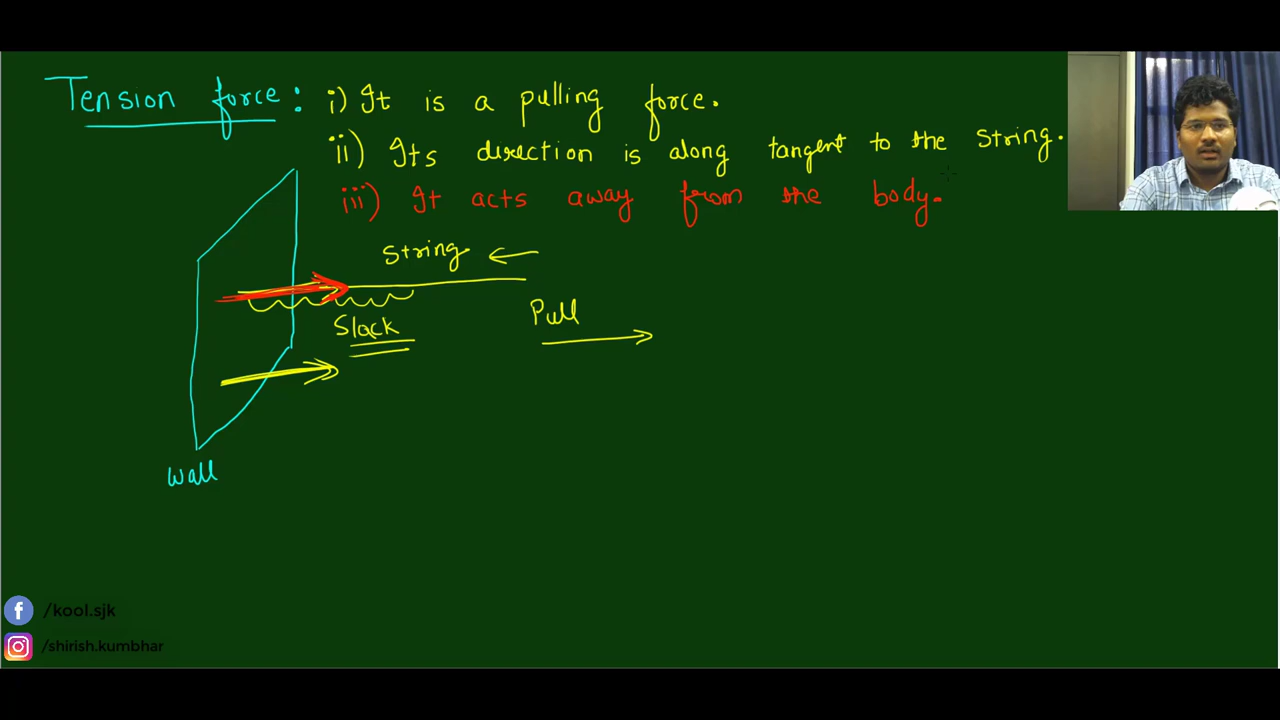 Tension force: i) It is a pulling force.
ii) Its direction is along tangent to the string.
iii) It acts away from the body.
String
Pull
Slack
Wall
/kool.sjk
/shirish.kumbhar